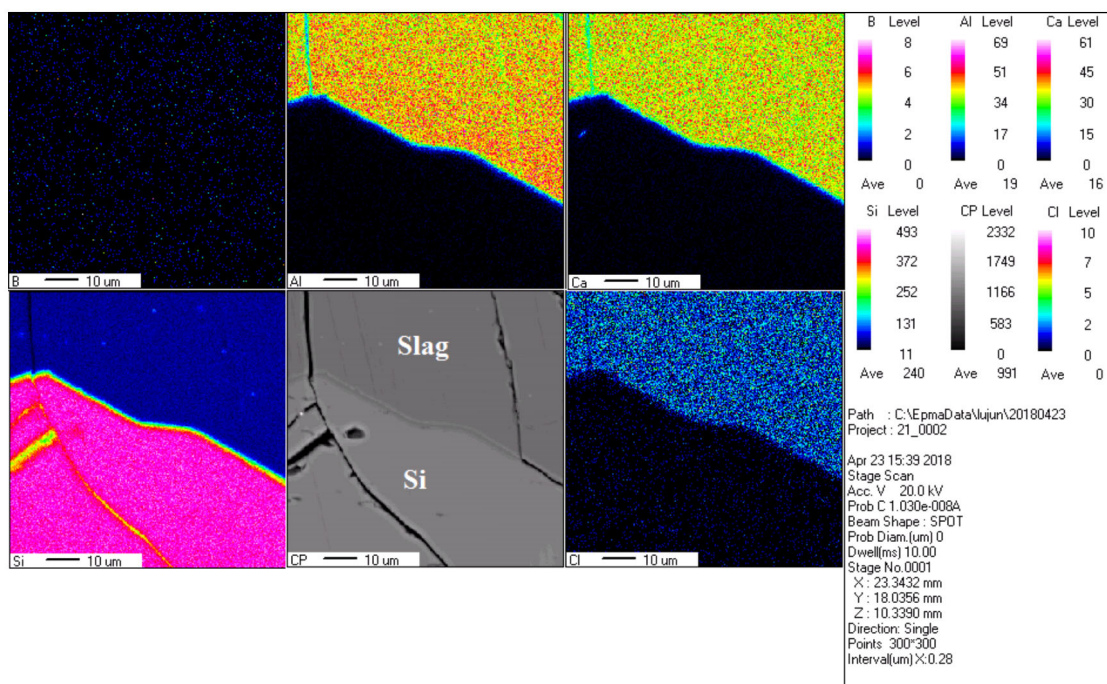 B Level
8
6
4
2
0
Ave 0
Al Level
69
51
34
17
0
Ave 19
Ca Level
61
45
30
15
0
Ave 16
B 10 um
Al 10 um
Ca 10 um
Si Level
493
372
252
131
11
Ave 240
CP Level
2332
1749
1166
583
0
Ave 991
Cl Level
10
7
5
2
0
Ave 0
Slag
Si
Si 10 um
CP 10 um
Cl 10 um
Path : C:\EpmaData\lujun\20180423
Project : 21_0002
Apr 23 15:39 2018
Stage Scan
Acc. V 20.0 kV
Prob C 1.030e-008A
Beam Shape : SPOT
Prob Diam.(um) 0
Dwell(ms) 10.00
Stage No.0001
X : 23.3432 mm
Y : 18.0356 mm
Z : 10.3390 mm
Direction: Single
Points 300*300
Interval(um) X:0.28